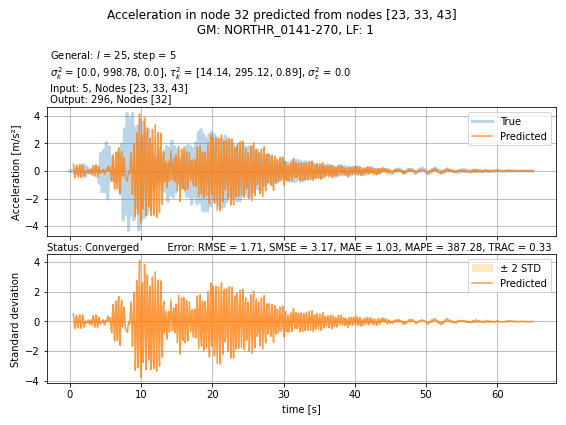 Acceleration in node 32 predicted from nodes [23, 33, 43]
GM: NORTHR_0141-270, LF: 1
General: l = 25, step = 5
σ²ₖ = [0.0, 998.78, 0.0], τ²ₖ = [14.14, 295.12, 0.89], σ²ε = 0.0
Input: 5, Nodes [23, 33, 43]
Output: 296, Nodes [32]
4
2
0
−2
−4
Acceleration [m/s²]
True
Predicted
Status: Converged Error: RMSE = 1.71, SMSE = 3.17, MAE = 1.03, MAPE = 387.28, TRAC = 0.33
4
2
0
−2
−4
Standard deviation
± 2 STD
Predicted
0 10 20 30 40 50 60
time [s]